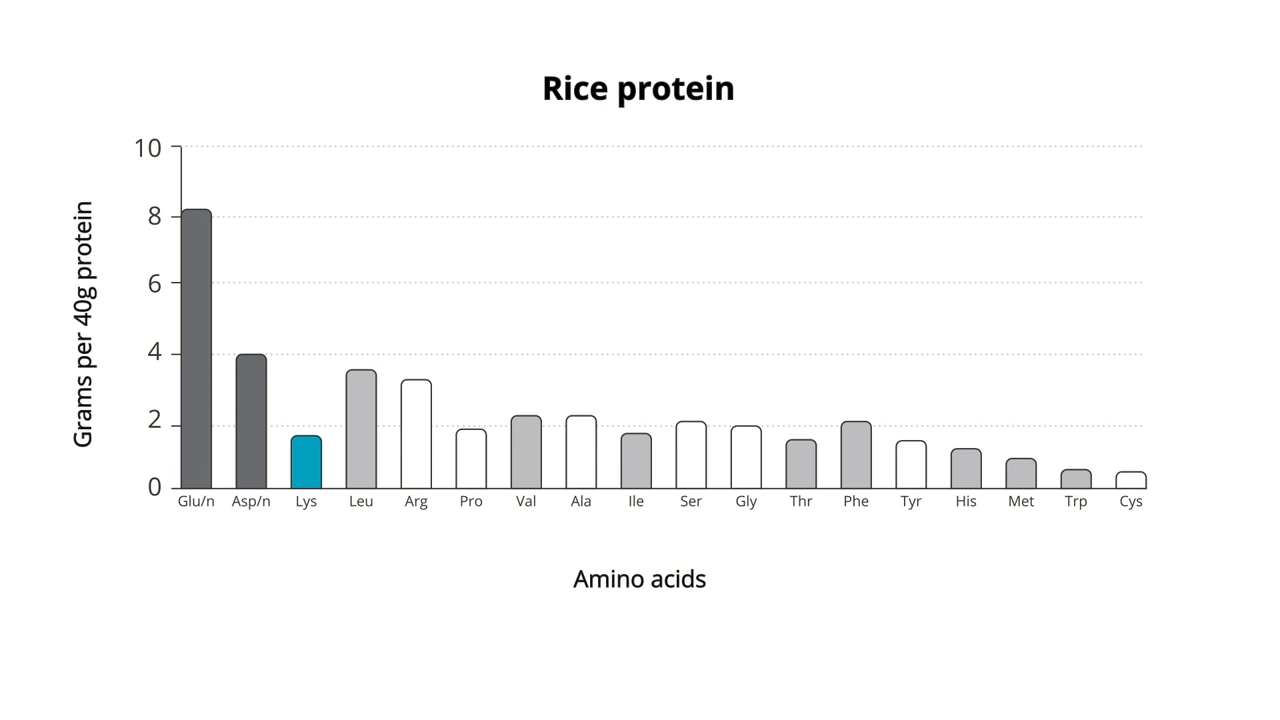 Rice protein
10
8
6
4
2
0
Grams per 40g protein
Glu/n Asp/n Lys Leu Arg Pro Val Ala Ile Ser Gly Thr Phe Tyr His Met Trp Cys
Amino acids